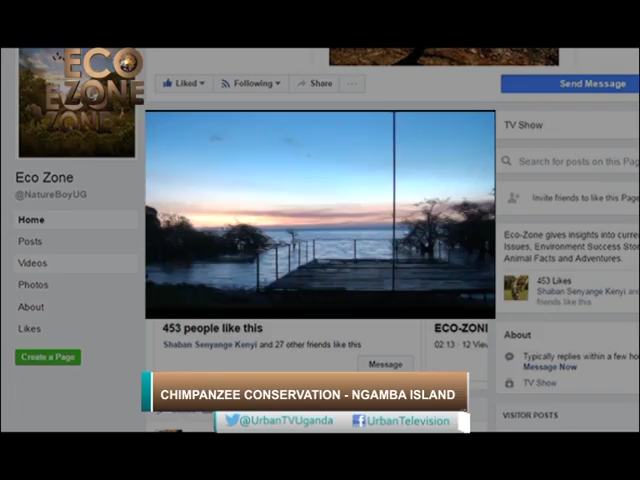 ECO
EZONE
ZONE
Liked
Following
Share
Send Message
TV Show
Search for posts on this Pag
Invite friends to like this Page
Eco Zone
@NatureBoyUG
Home
Posts
Videos
Photos
About
Likes
Create a Page
Eco-Zone gives insights into curre
Issues, Environment Success Stor
Animal Facts and Adventures.
453 Likes
Shaban Senyange Kenyi and
friends like this
453 people like this
Shaban Senyange Kenyi and 27 other friends like this
Message
ECO-ZONE
02:13 · 12 View
About
Typically replies within a few ho
Message Now
TV Show
VISITOR POSTS
CHIMPANZEE CONSERVATION - NGAMBA ISLAND
@UrbanTVUganda
UrbanTelevision